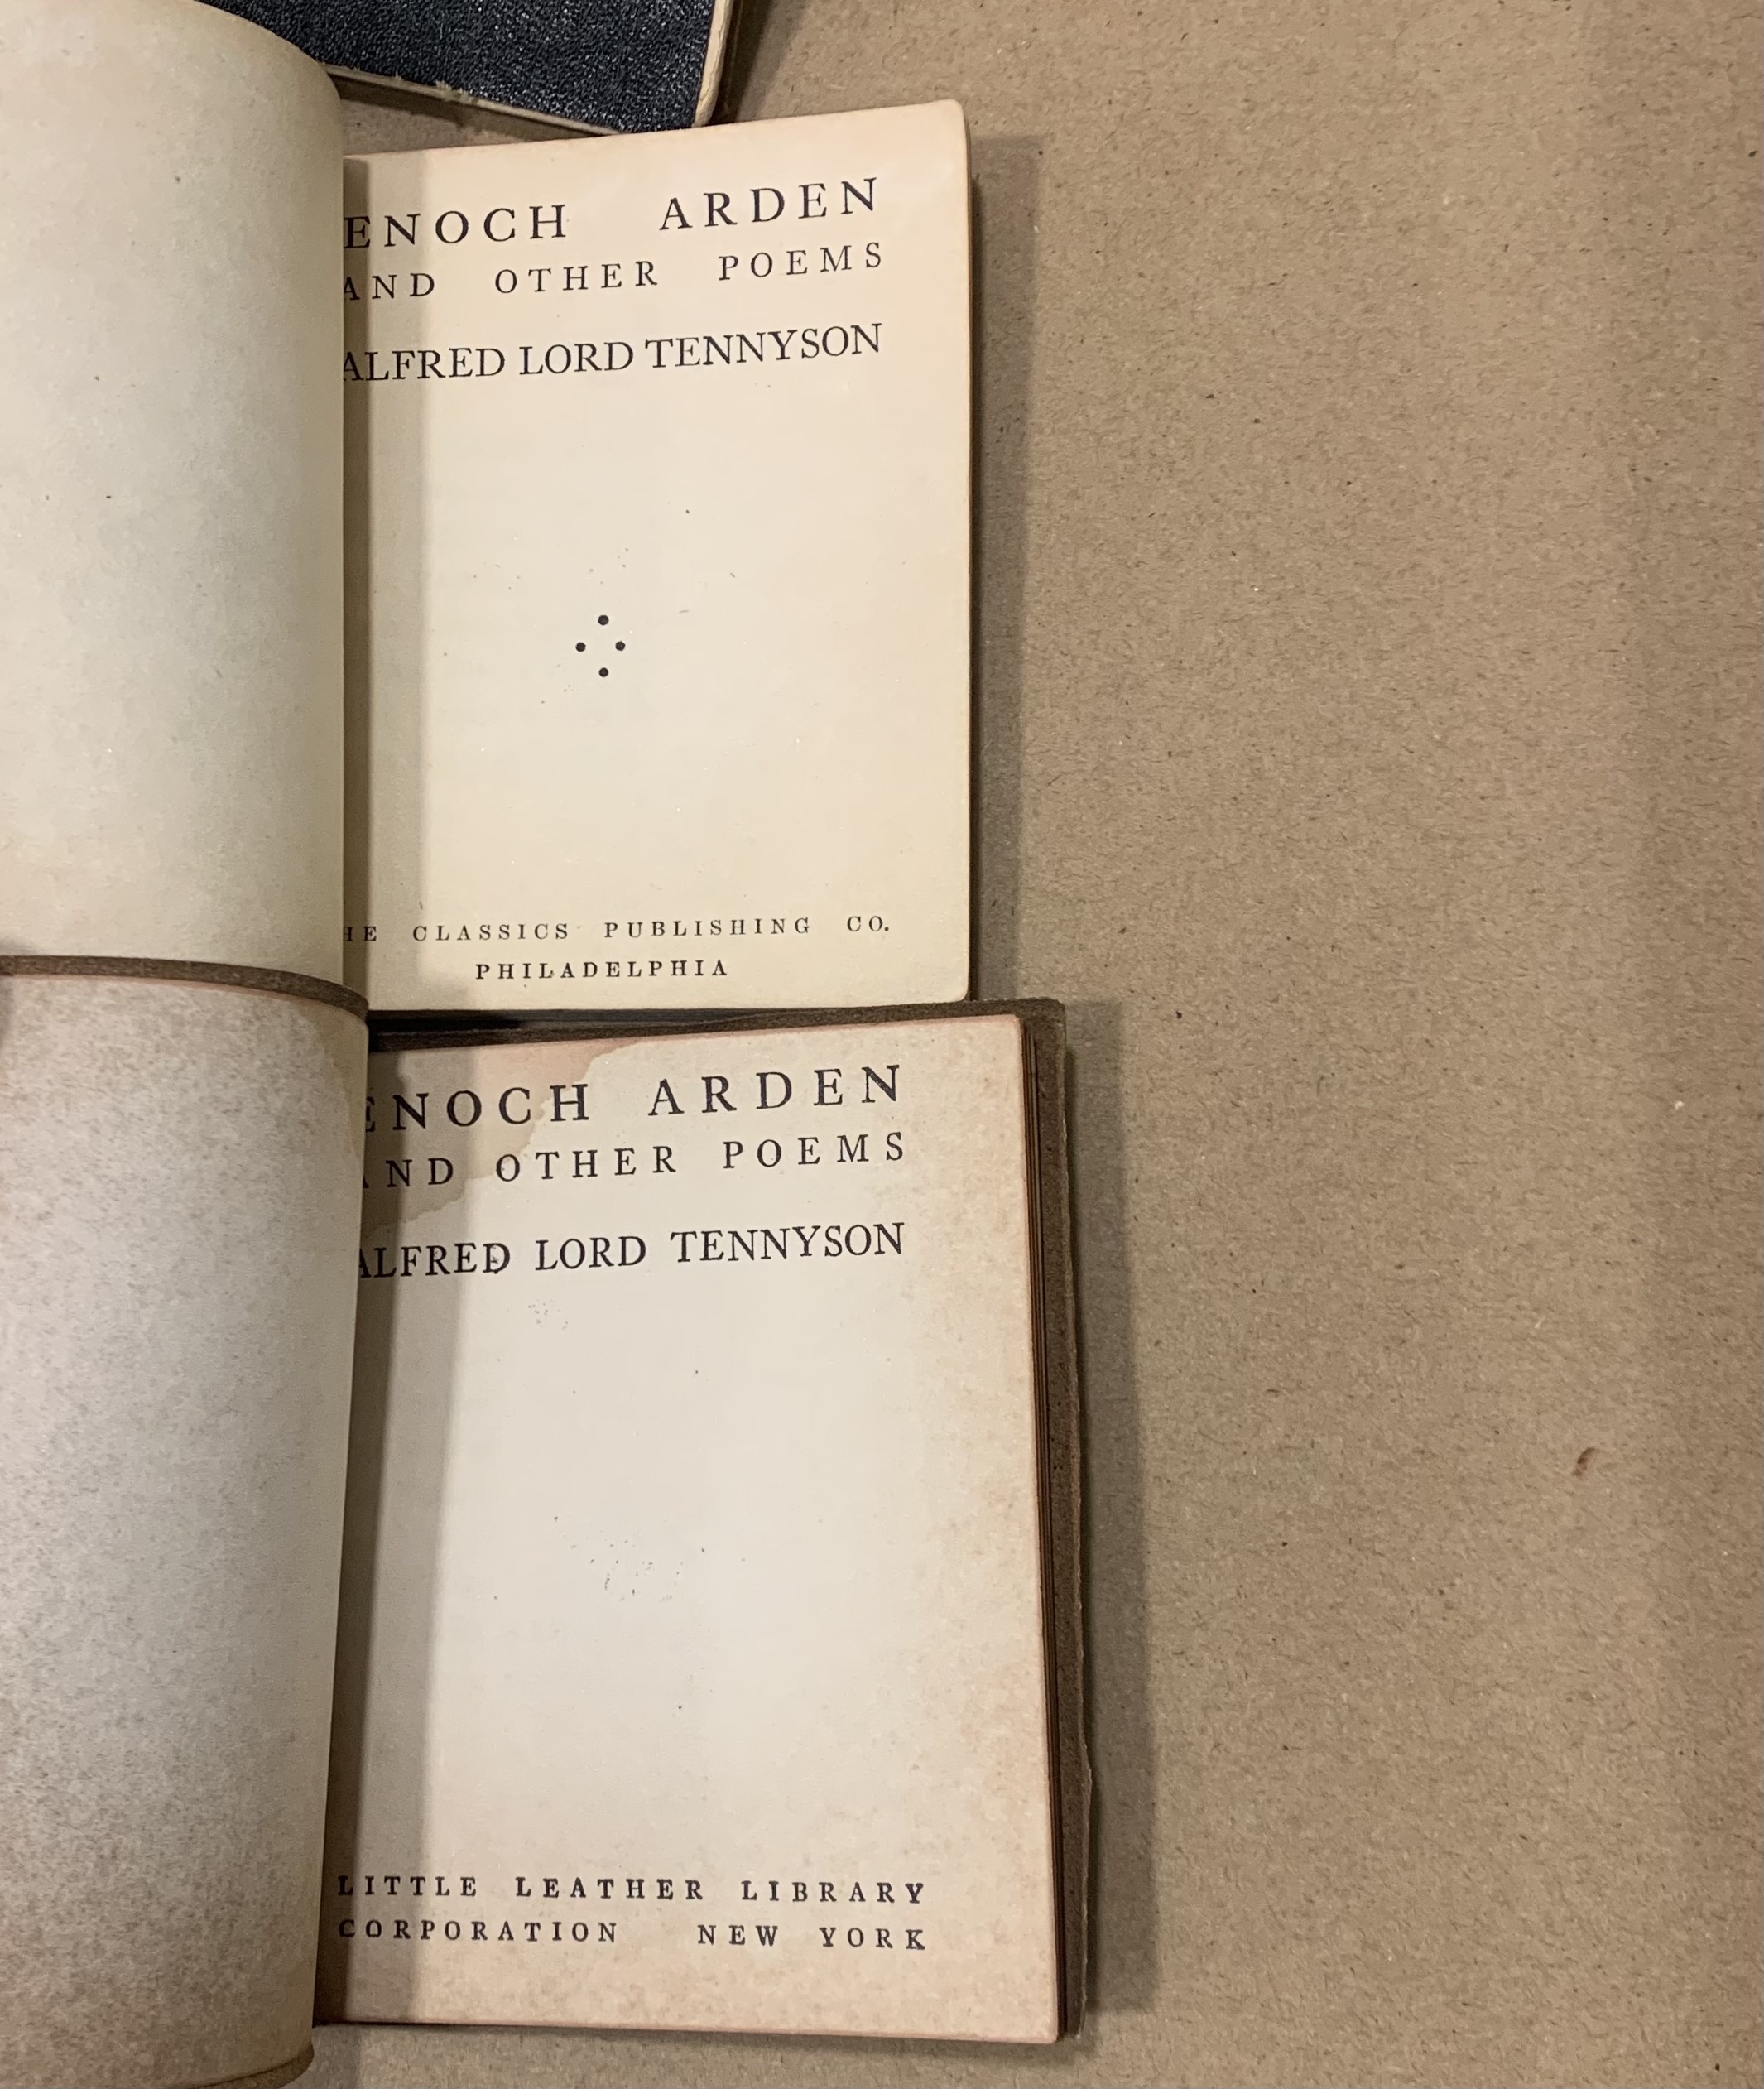 ENOCH ARDEN
AND OTHER POEMS
ALFRED LORD TENNYSON
HE CLASSICS PUBLISHING CO.
PHILADELPHIA
ENOCH ARDEN
AND OTHER POEMS
ALFRED LORD TENNYSON
LITTLE LEATHER LIBRARY
CORPORATION NEW YORK